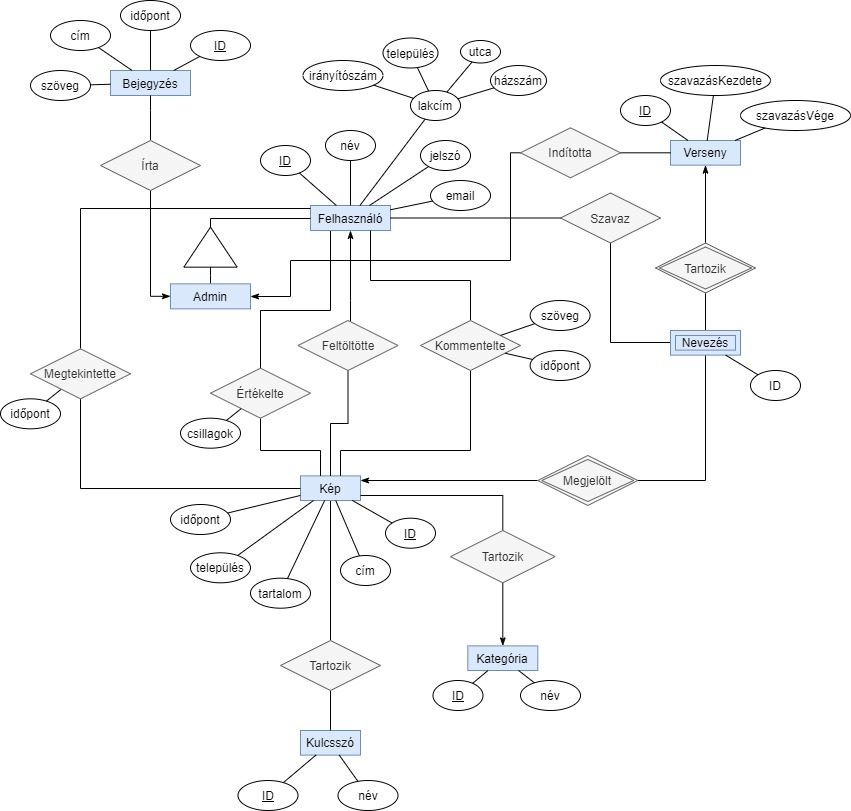 időpont
cím
ID
szöveg
Bejegyzés
település
utca
irányítószám
házszám
lakcím
szavazásKezdete
ID
szavazásVége
Írta
név
ID
jelszó
Indította
Verseny
email
Felhasználó
Szavaz
Admin
Tartozik
szöveg
Feltöltötte
Kommentelte
Nevezés
időpont
Megtekintette
ID
Értékelte
időpont
csillagok
Kép
Megjelölt
időpont
ID
település
cím
tartalom
Tartozik
Tartozik
Kategória
ID
név
Kulcsszó
ID
név